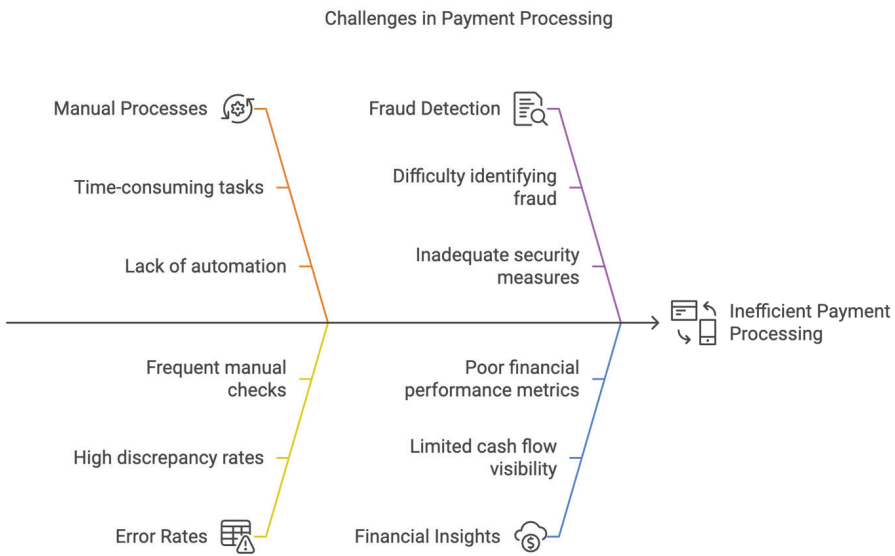 Challenges in Payment Processing
Manual Processes
Fraud Detection
Time-consuming tasks
Difficulty identifying
fraud
Lack of automation
Inadequate security
measures
Inefficient Payment
Processing
Frequent manual
checks
Poor financial
performance metrics
High discrepancy rates
Limited cash flow
visibility
Error Rates
Financial Insights